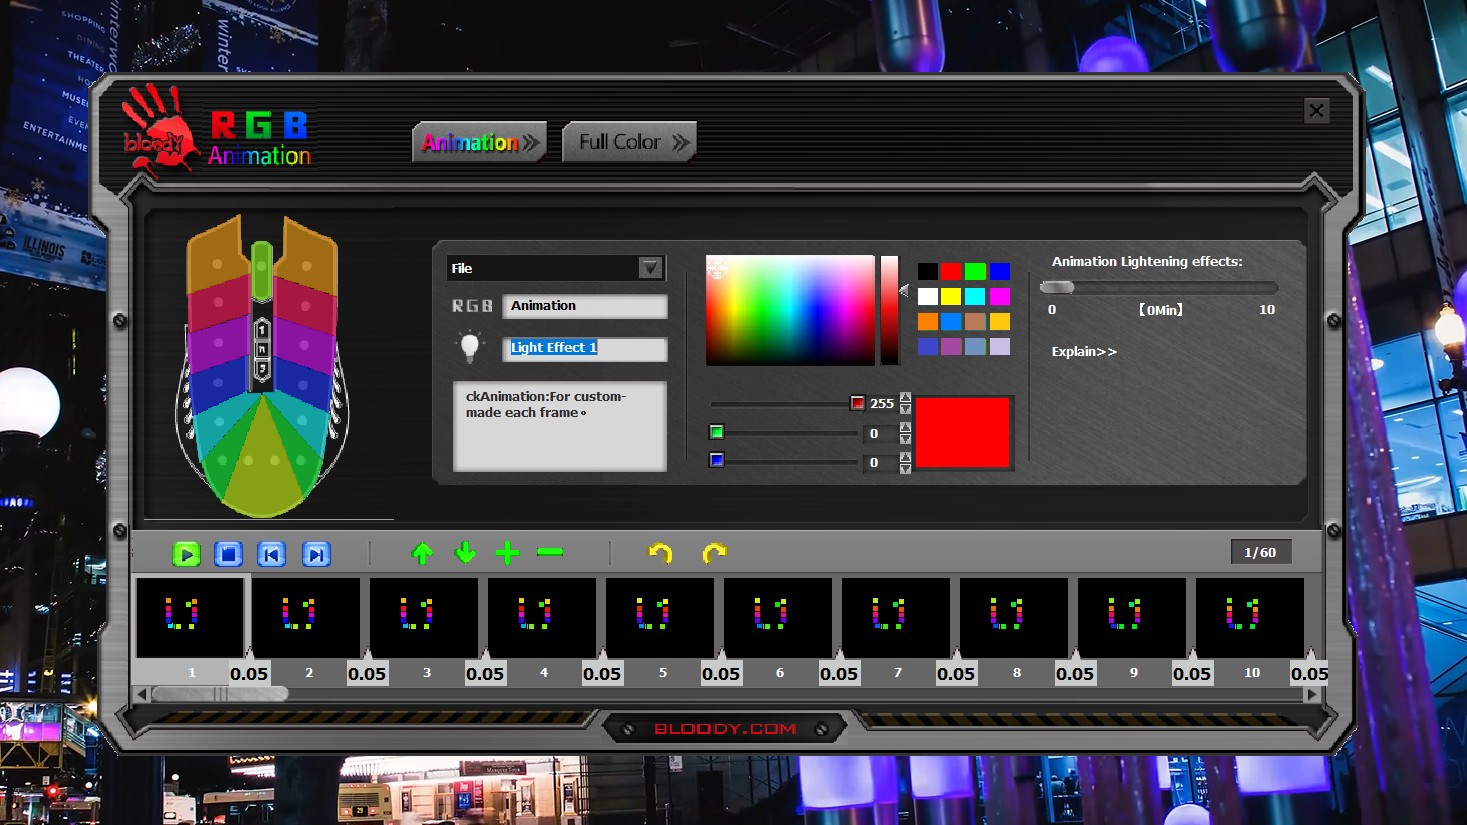 SHOPPING
DINING
THEATER
winterw
winter
MUSE
ENTERTAINME
ILLINOIS
bloody
RGB
Animation
Animation
Full Color
File
RGB
Animation
Light Effect 1
ckAnimation:For custom-
made each frame。
255
0
0
Animation Lightening effects:
0
【0Min】
10
Explain>>
1/60
1
0.05
2
0.05
3
0.05
4
0.05
5
0.05
6
0.05
7
0.05
8
0.05
9
0.05
10
0.05
BLOODY.COM
29